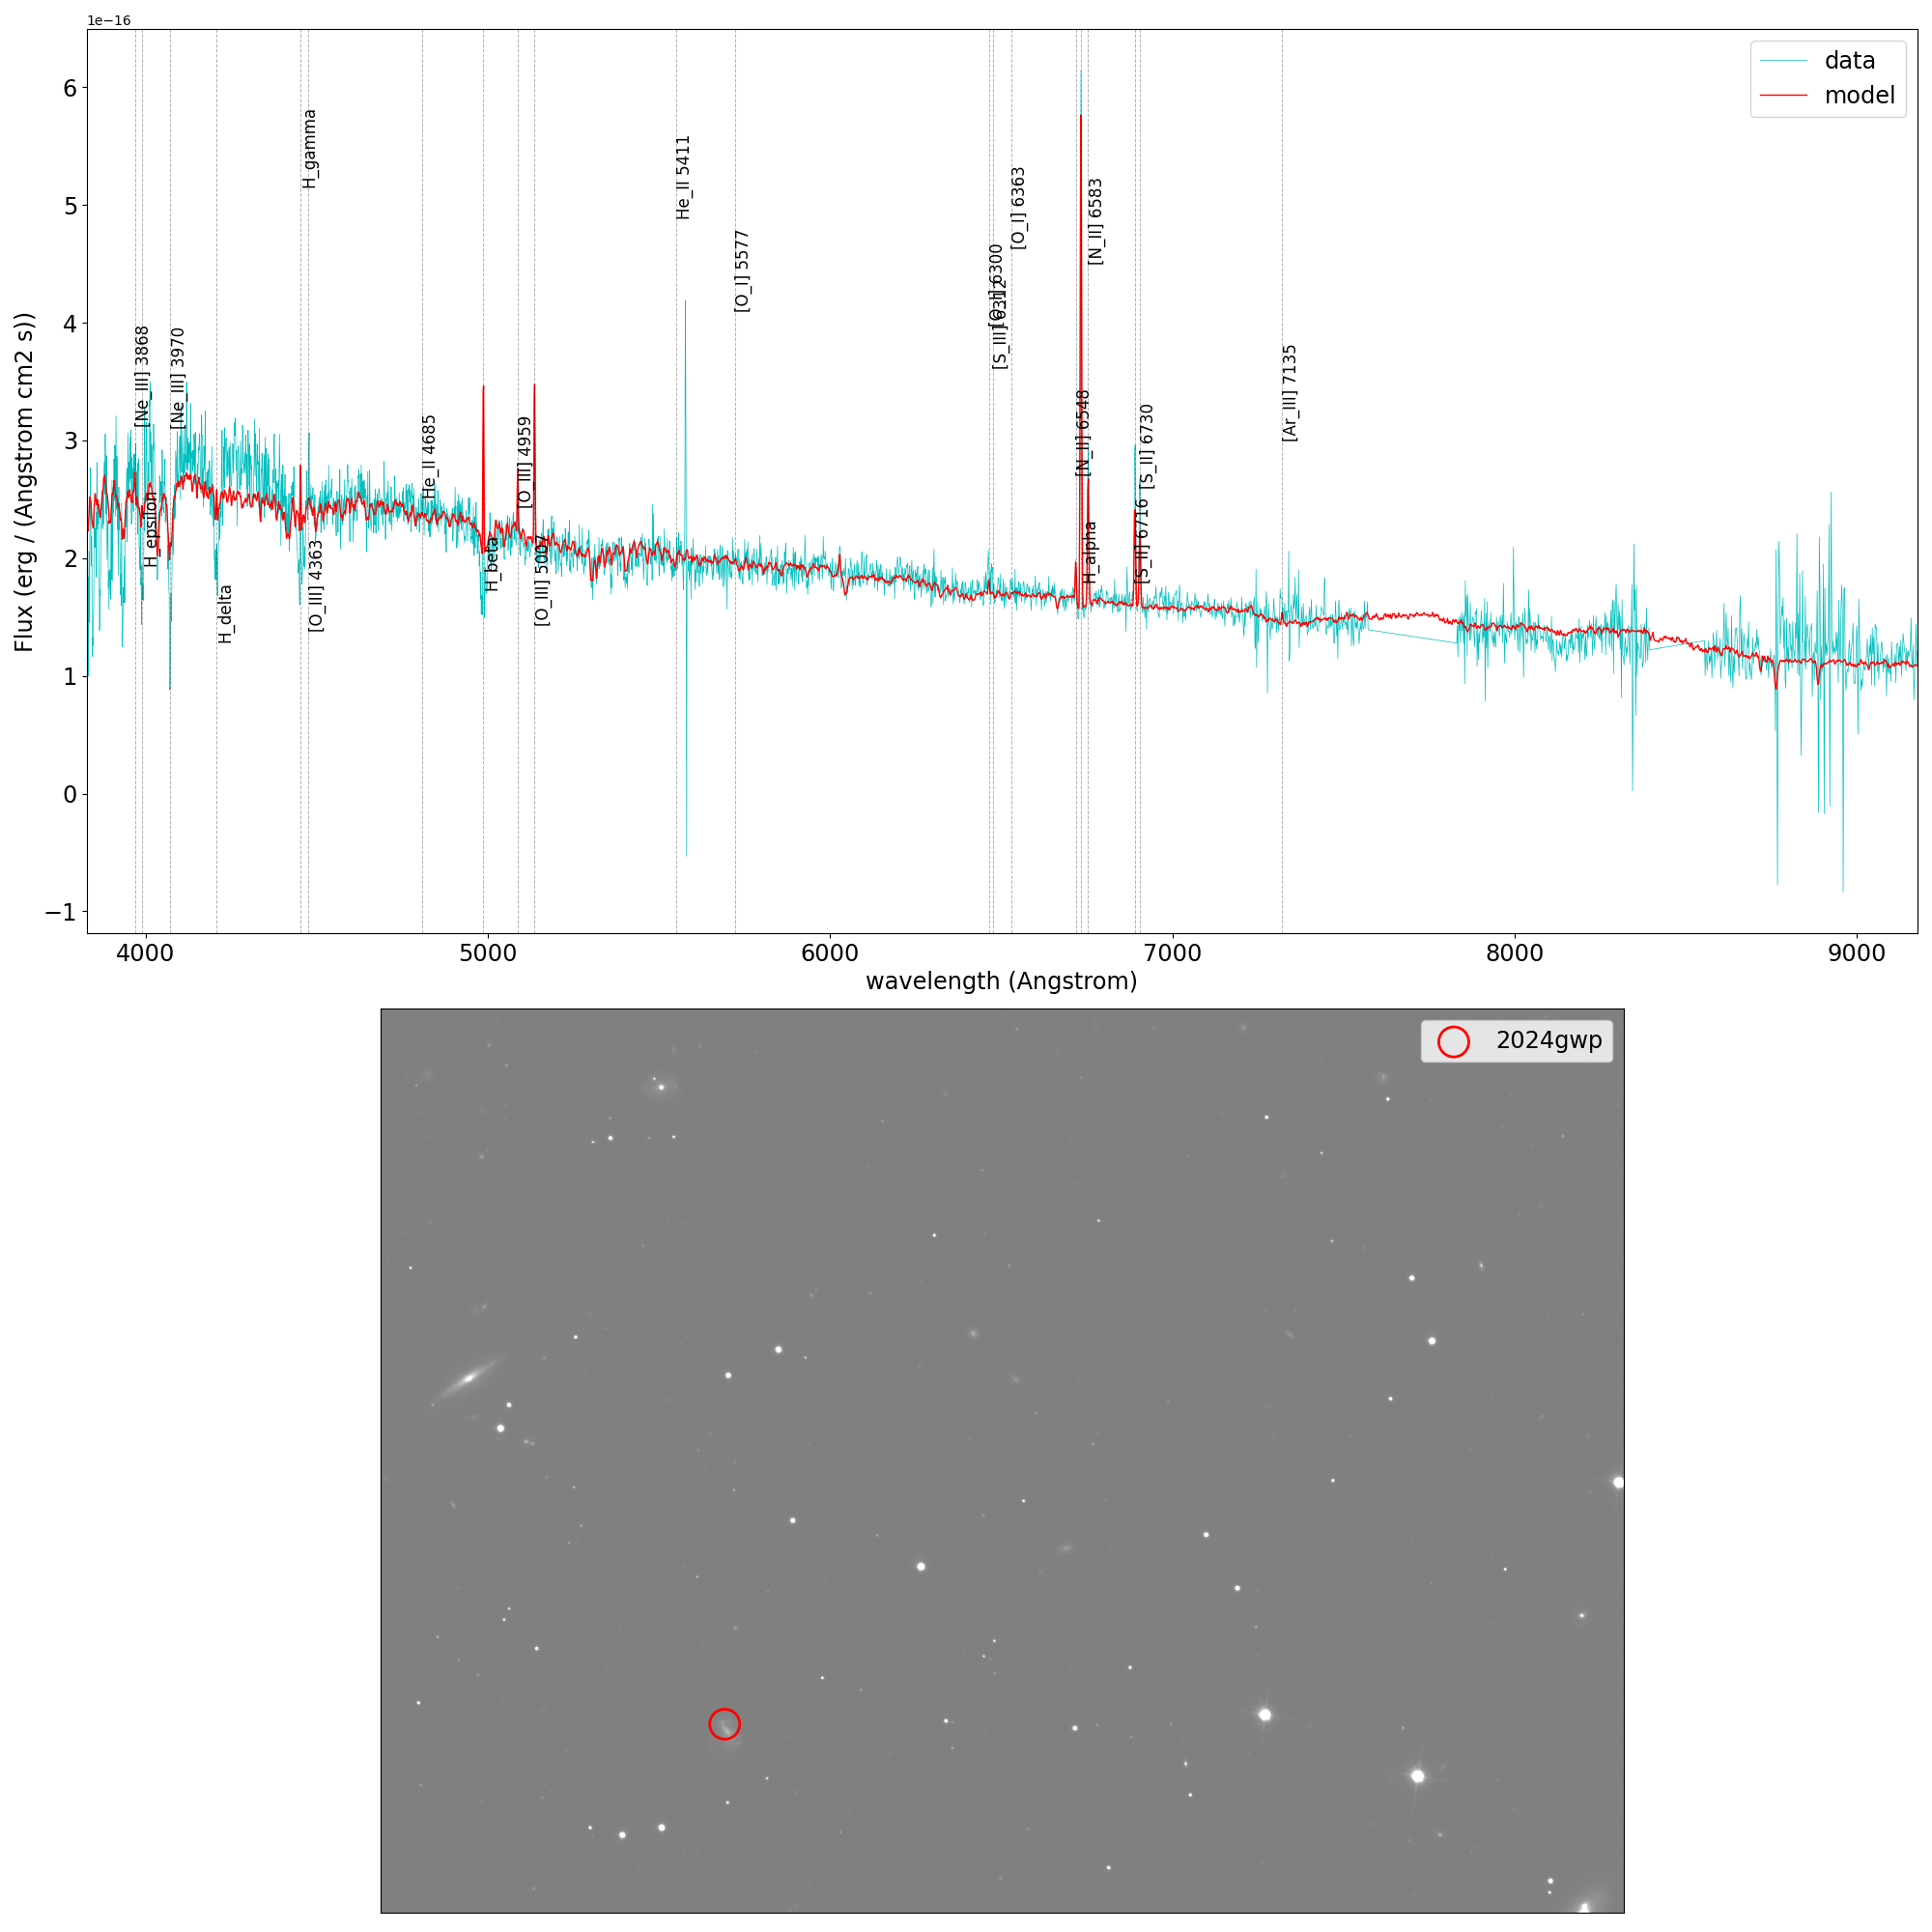 1e−16
data
model
H_gamma
He_II 5411
[O_I] 6363
[N_II] 6583
[O_I] 5577
[O_I] 6300
[S_III] 6312
[Ne_III] 3868
[Ne_III] 3970
[Ar_III] 7135
[N_II] 6548
[S_II] 6730
He_II 4685
[O_III] 4959
H_epsilon
H_delta
[O_III] 4363
H_beta
[O_III] 5007
H_alpha
[S_II] 6716
6
5
4
3
2
1
0
−1
Flux (erg / (Angstrom cm2 s))
4000 5000 6000 7000 8000 9000
wavelength (Angstrom)
2024gwp